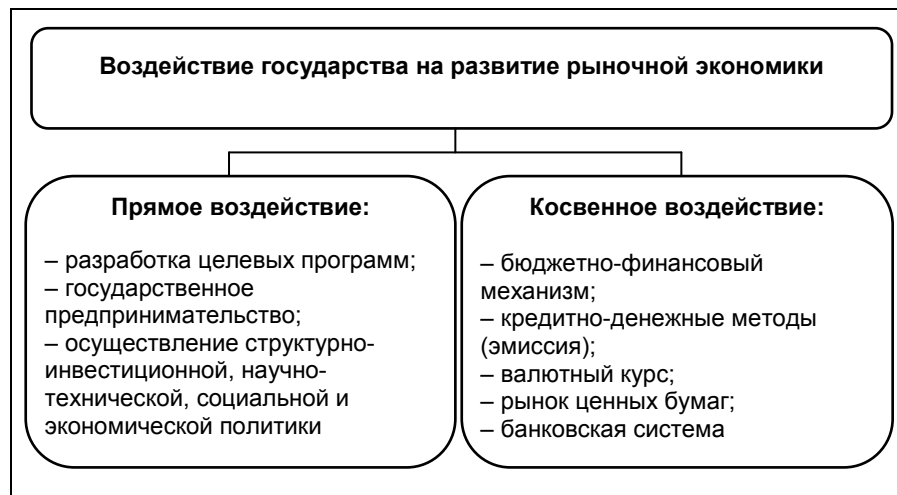 Воздействие государства на развитие рыночной экономики
Прямое воздействие:
– разработка целевых программ;
– государственное
предпринимательство;
– осуществление структурно-
инвестиционной, научно-
технической, социальной и
экономической политики
Косвенное воздействие:
– бюджетно-финансовый
механизм;
– кредитно-денежные методы
(эмиссия);
– валютный курс;
– рынок ценных бумаг;
– банковская система